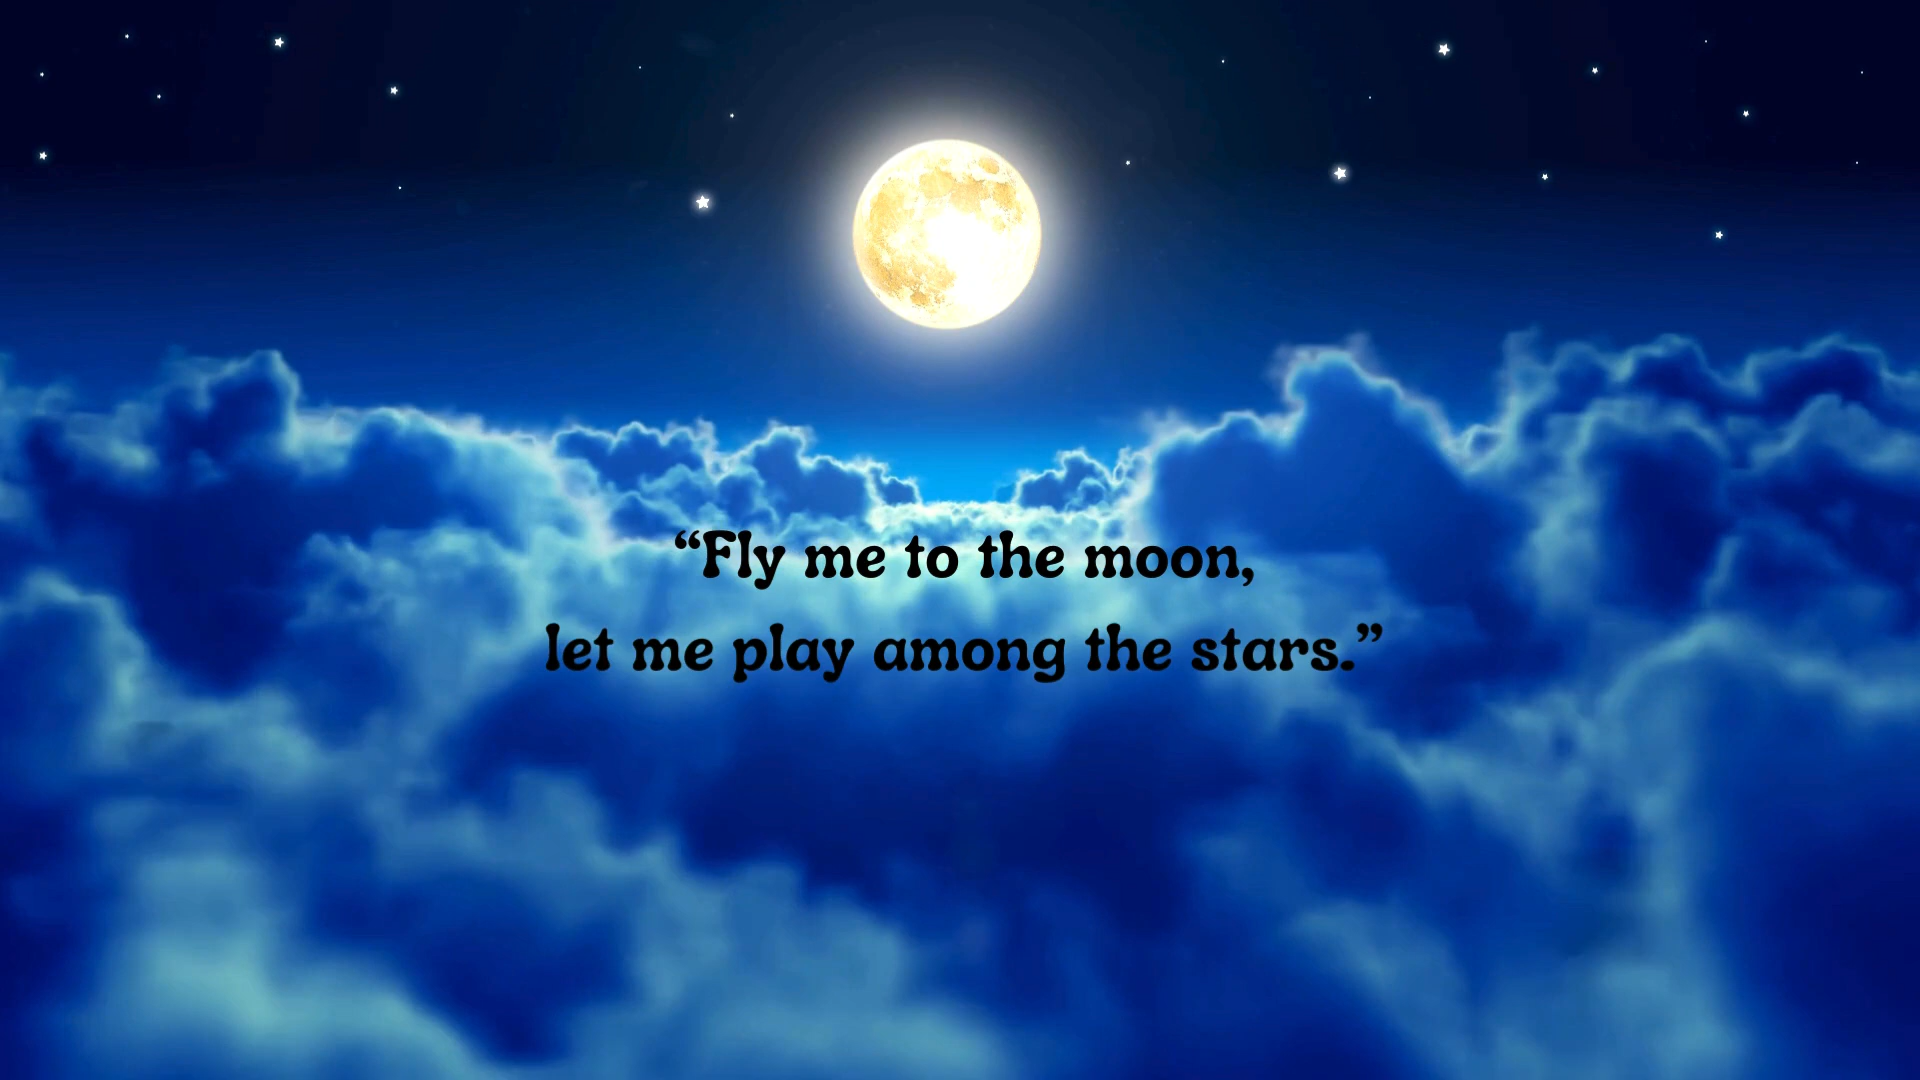 “Fly me to the moon,
let me play among the stars.”